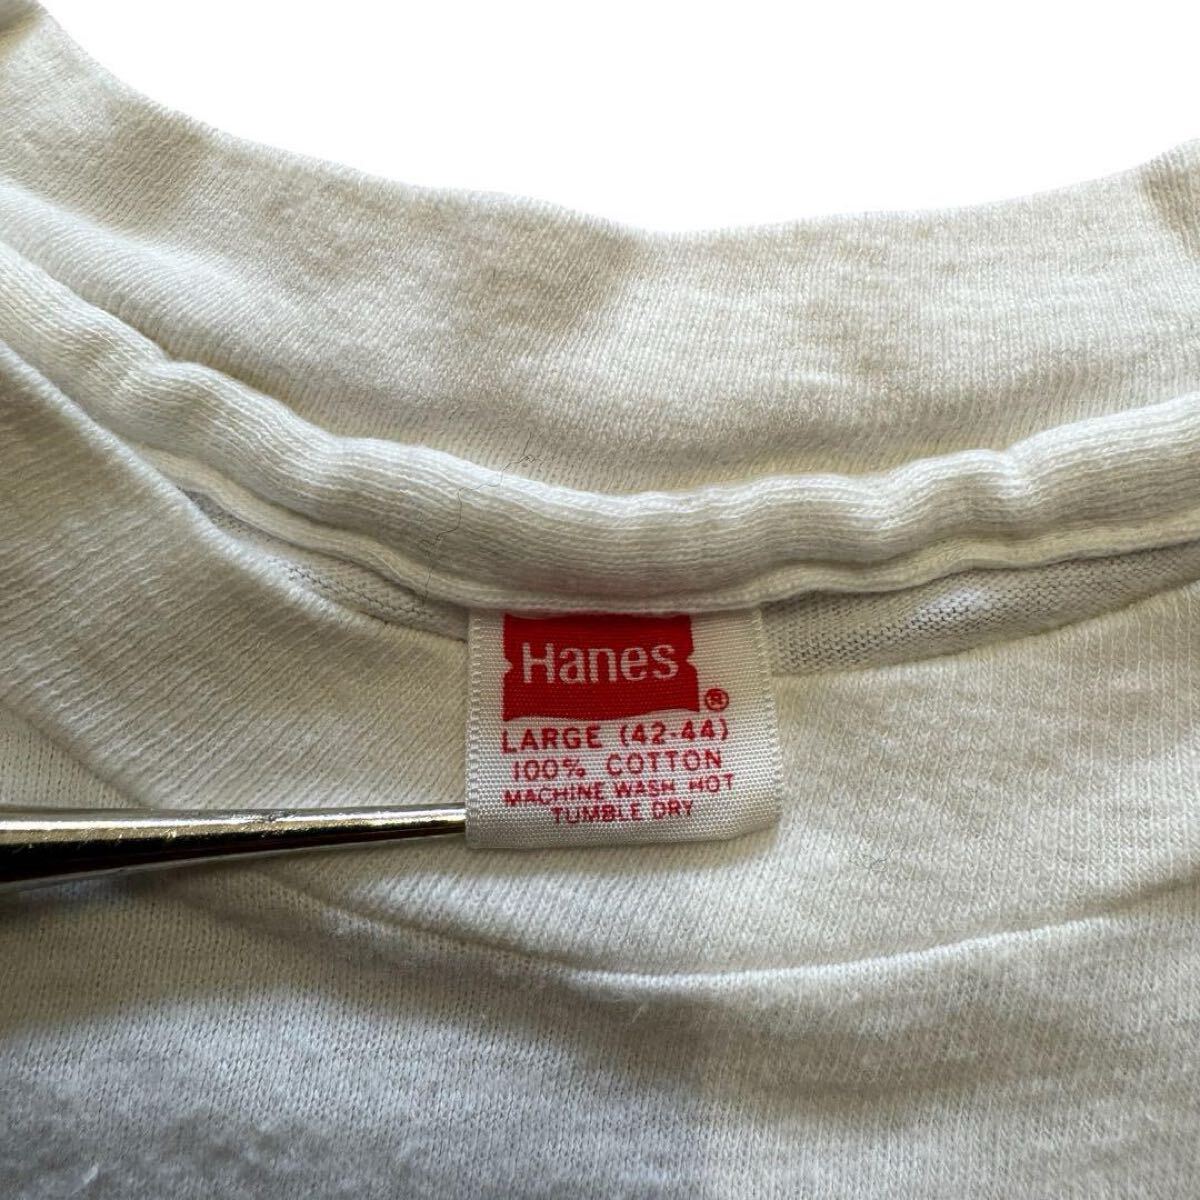 Hanes®
LARGE (42-44)
100% COTTON
MACHINE WASH HOT
TUMBLE DRY